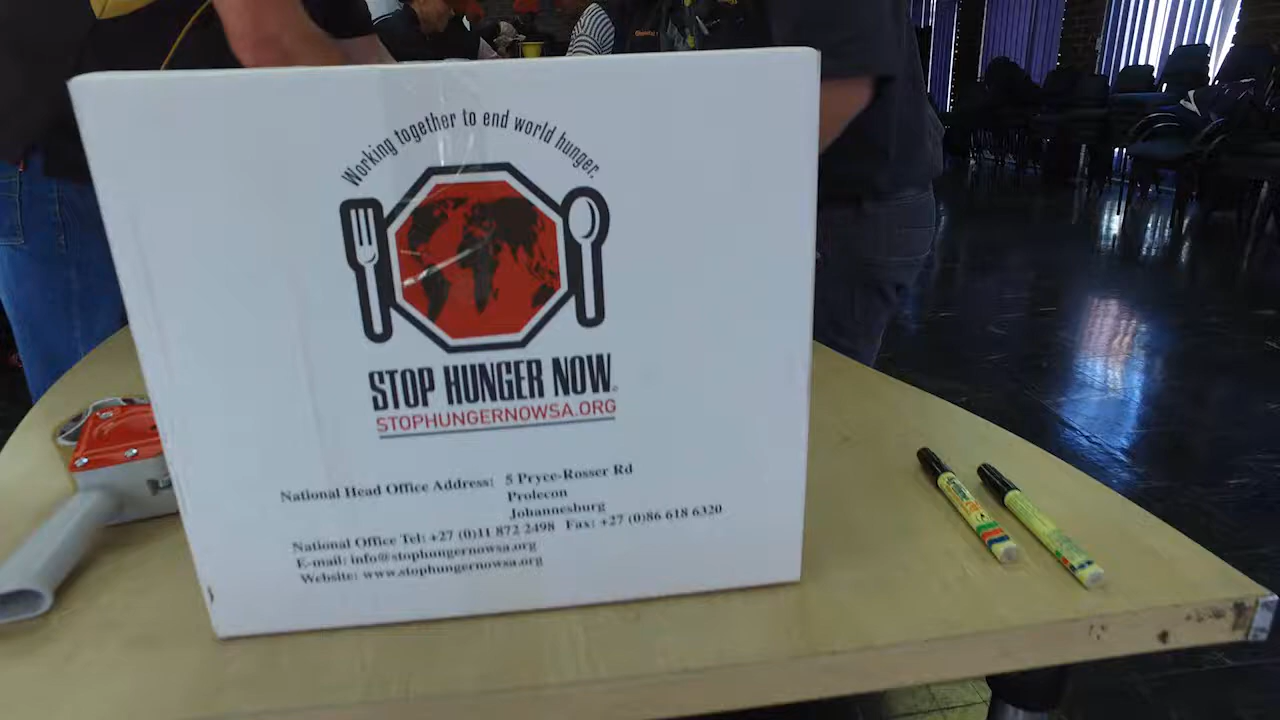 Working together to end world hunger.
STOP HUNGER NOW
STOPHUNGERNOWSA.ORG
National Head Office Address: 5 Pryce-Rosser Rd
Prolecon
Johannesburg
National Office Tel: +27 (0)11 872 2498 Fax: +27 (0)86 618 6320
E-mail: info@stophungernowsa.org
Website: www.stophungernowsa.org